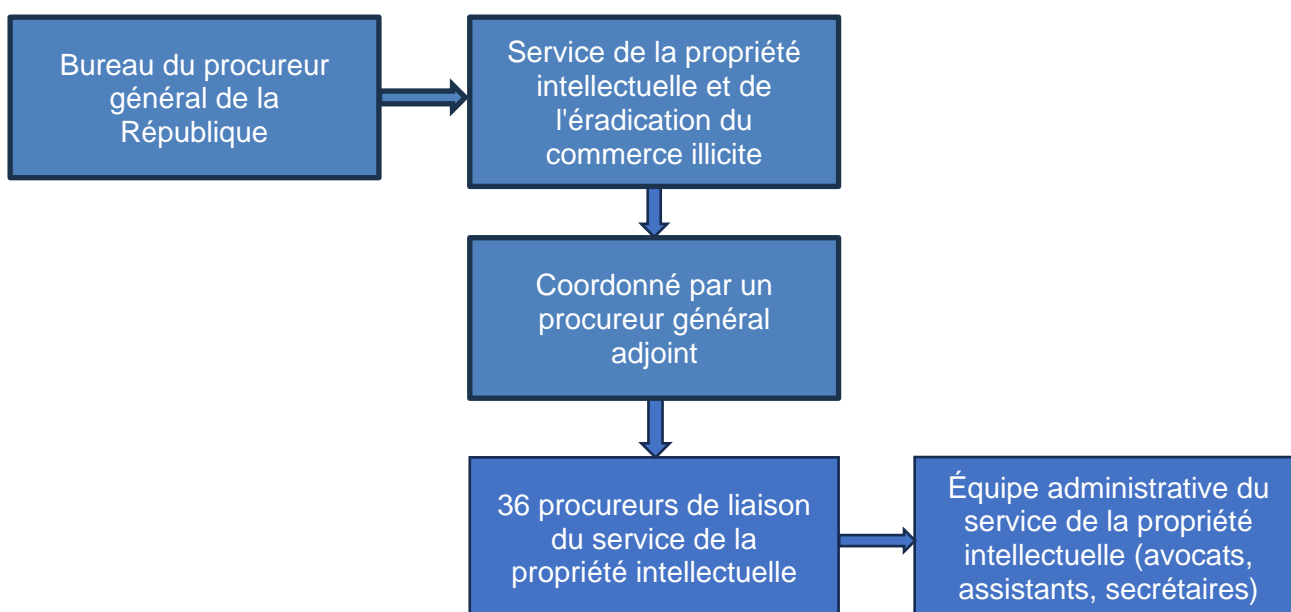 Bureau du procureur
général de la
République
Service de la propriété
intellectuelle et de
l'éradication du
commerce illicite
Coordonné par un
procureur général
adjoint
36 procureurs de liaison
du service de la
propriété intellectuelle
Équipe administrative du
service de la propriété
intellectuelle (avocats,
assistants, secrétaires)